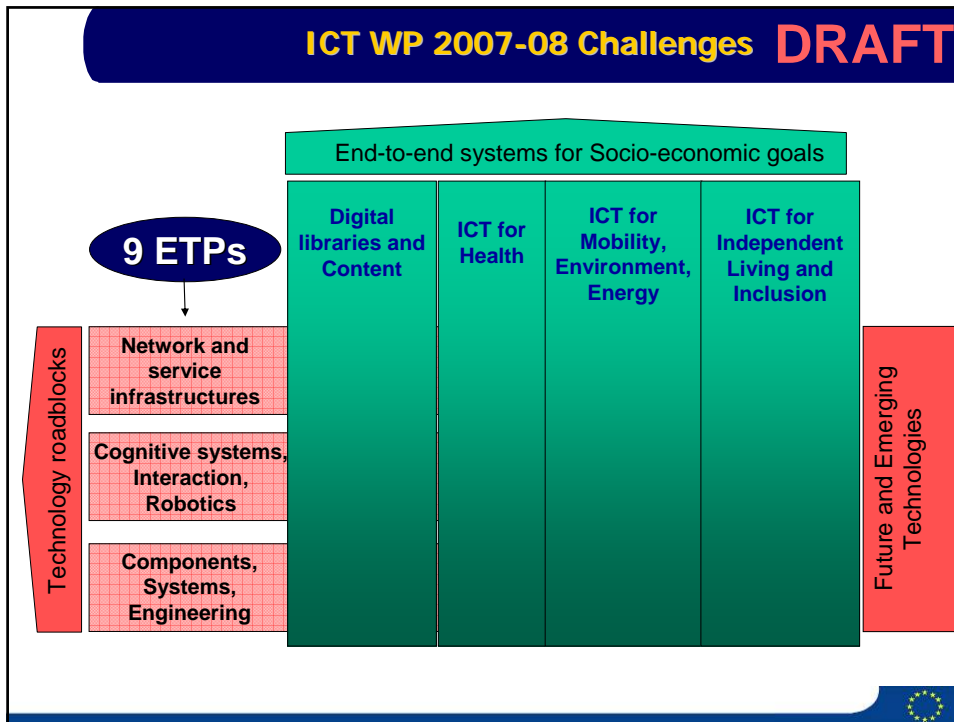 ICT WP 2007-08 Challenges DRAFT
End-to-end systems for Socio-economic goals
9 ETPs
Digital
libraries and
Content
ICT for
Health
ICT for
Mobility,
Environment,
Energy
ICT for
Independent
Living and
Inclusion
Technology roadblocks
Network and
service
infrastructures
Cognitive systems,
Interaction,
Robotics
Components,
Systems,
Engineering
Future and Emerging
Technologies